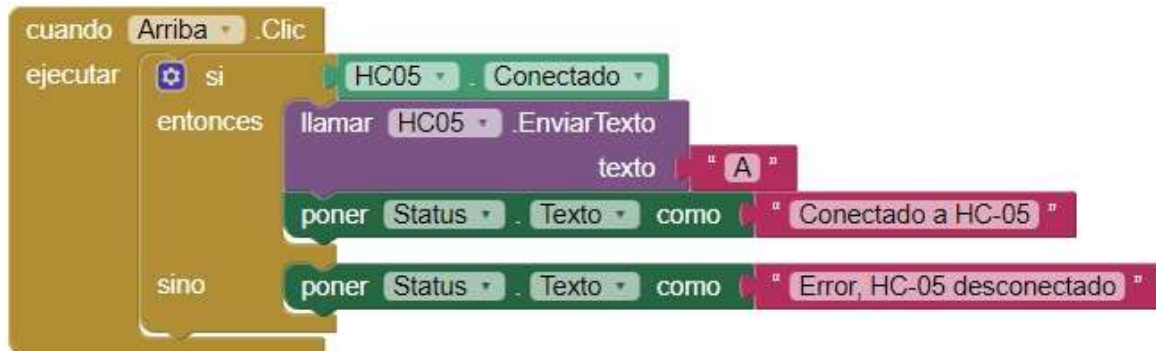 cuando Arriba .Clic
ejecutar si HC05 . Conectado
entonces llamar HC05 .EnviarTexto
texto " A "
poner Status . Texto como " Conectado a HC-05 "
sino poner Status . Texto como " Error, HC-05 desconectado "